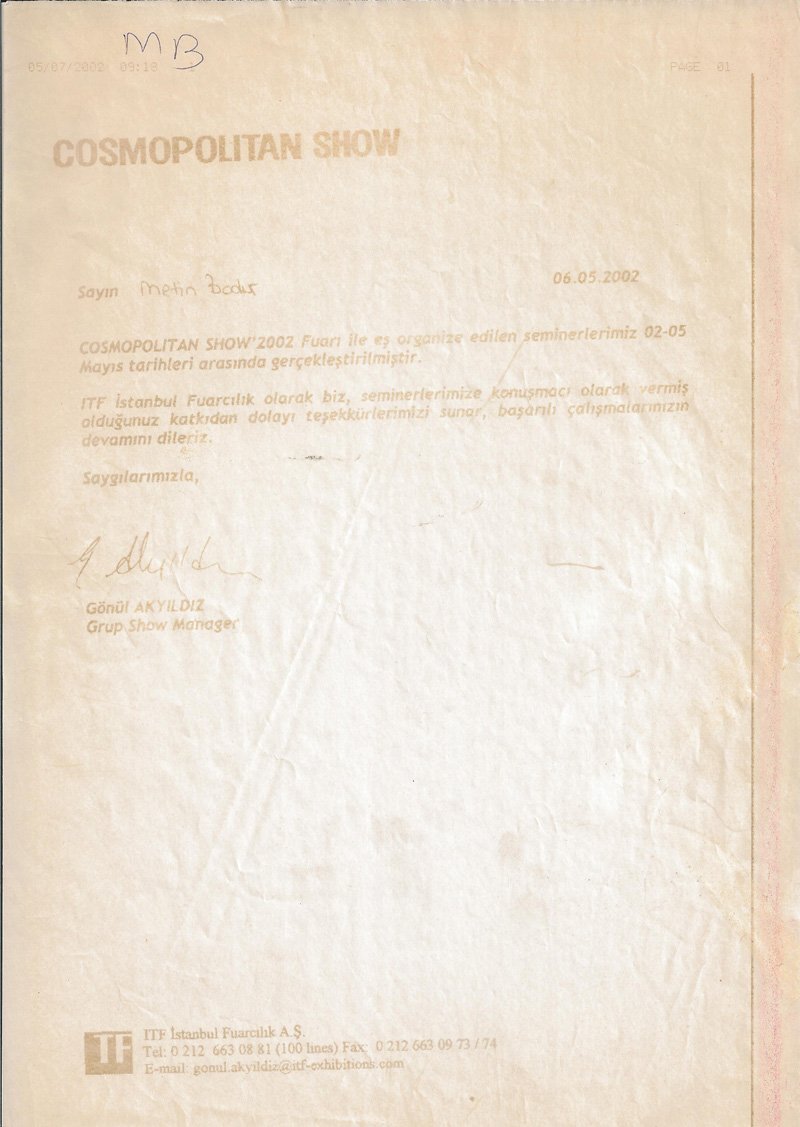 MB
05/07/2002 09:18 PAGE 01
COSMOPOLITAN SHOW
06.05.2002
Sayın Metin
COSMOPOLITAN SHOW'2002 Fuarı ile eş organize edilen seminerlerimiz 02-05
Mayıs tarihleri arasında gerçekleştirilmiştir.
ITF İstanbul Fuarcılık olarak biz, seminerlerimize konuşmacı olarak vermiş
olduğunuz katkıdan dolayı teşekkürlerimizi sunar, başarılı çalışmalarınızın
devamını dileriz.
Saygılarımızla,
Gönül AKYILDIZ
Grup Show Manager
ITF
ITF İstanbul Fuarcılık A.Ş.
Tel: 0 212 663 08 81 (100 lines) Fax: 0 212 663 09 73 / 74
E-mail: gonul.akyildiz@itf-exhibitions.com